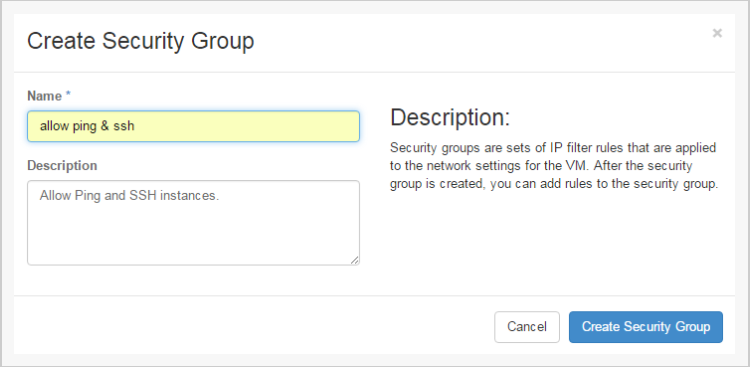 Create Security Group
×
Name *
allow ping & ssh
Description
Allow Ping and SSH instances.
Description:
Security groups are sets of IP filter rules that are applied
to the network settings for the VM. After the security
group is created, you can add rules to the security group.
Cancel
Create Security Group